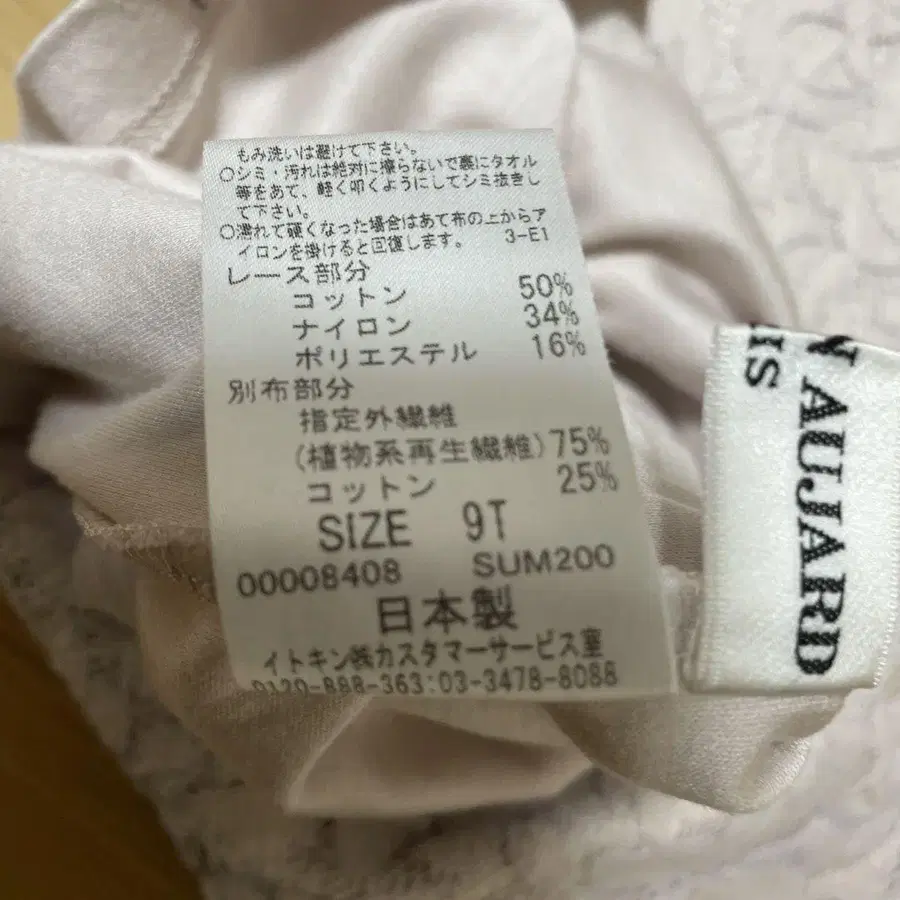 もみ洗いは避けて下さい。
○シミ・汚れは絶対に擦らないで裏にタオル
等をあて、軽く叩くようにしてシミ抜きし
て下さい。
○濡れて硬くなった場合はあて布の上からア
イロンを掛けると回復します。 3-E1
レース部分
コットン 50%
ナイロン 34%
ポリエステル 16%
別布部分
指定外繊維
(植物系再生繊維) 75%
コットン 25%
SIZE 9T
00008408 SUM200
日本製
イトキン㈱カスタマーサービス室
0120-888-363:03-3478-8088
N AUJARD
IS